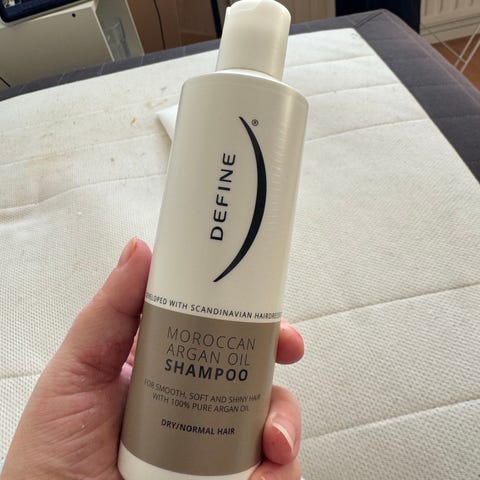 DEFINE®
DEVELOPED WITH SCANDINAVIAN HAIRDRESSERS
MOROCCAN
ARGAN OIL
SHAMPOO
FOR SMOOTH, SOFT AND SHINY HAIR
WITH 100% PURE ARGAN OIL
DRY/NORMAL HAIR